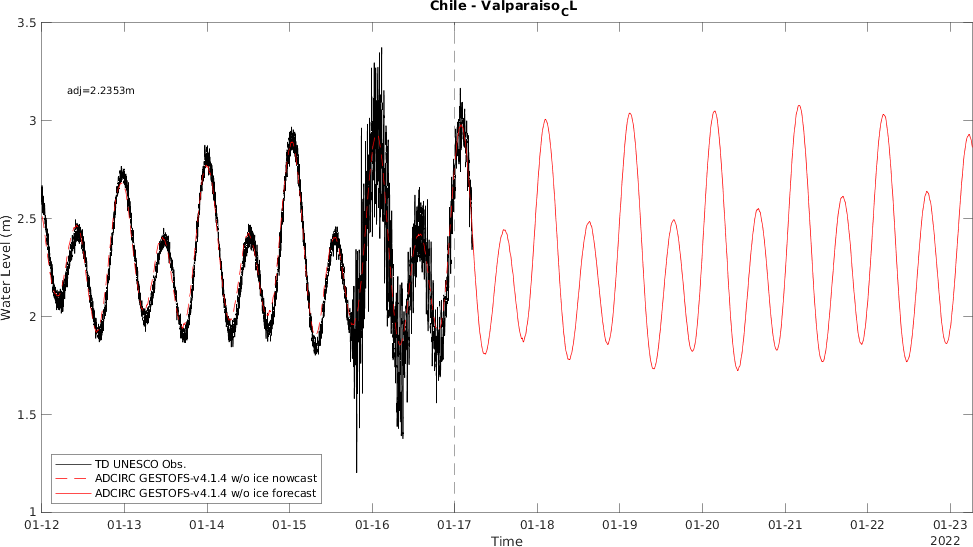 Chile - Valparaiso_CL
3.5
3
2.5
2
1.5
1
Water Level (m)
adj=2.2353m
TD UNESCO Obs.
ADCIRC GESTOFS-v4.1.4 w/o ice nowcast
ADCIRC GESTOFS-v4.1.4 w/o ice forecast
01-12 01-13 01-14 01-15 01-16 01-17 01-18 01-19 01-20 01-21 01-22 01-23
Time
2022